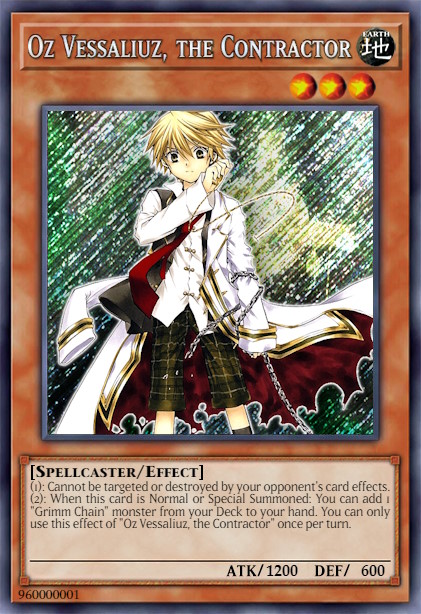 Oz Vessaliuz, the Contractor
EARTH
地
[Spellcaster/Effect]
(1): Cannot be targeted or destroyed by your opponent's card effects.
(2): When this card is Normal or Special Summoned: You can add 1
"Grimm Chain" monster from your Deck to your hand. You can only
use this effect of "Oz Vessaliuz, the Contractor" once per turn.
ATK/1200 DEF/ 600
960000001